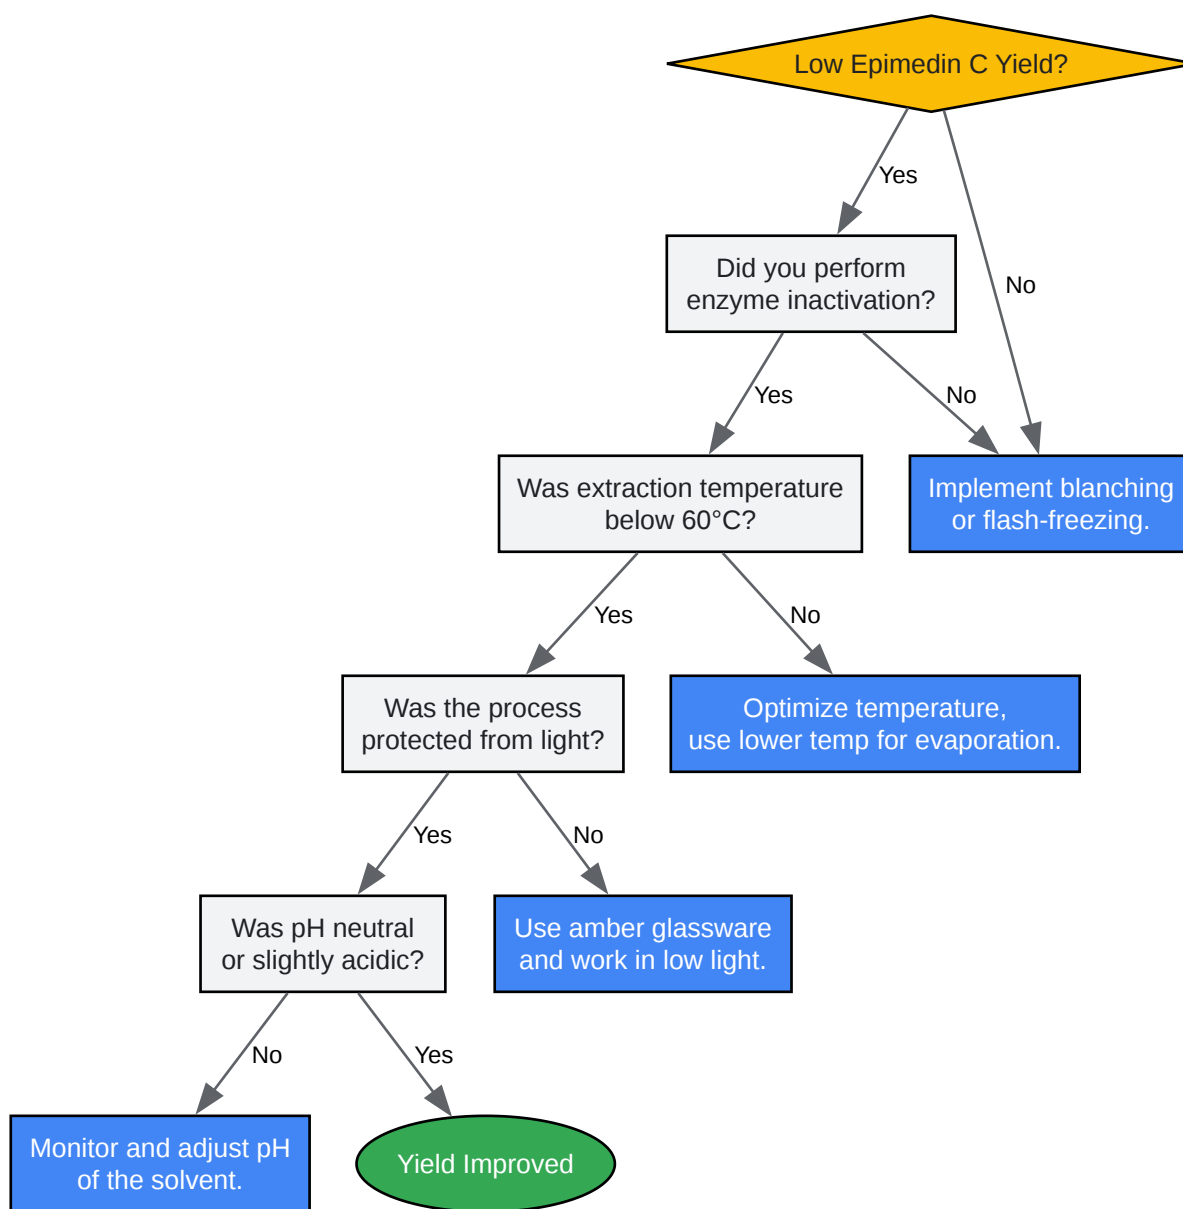 Low Epimedin C Yield?
Yes
No
Did you perform
enzyme inactivation?
Yes
No
Was extraction temperature
below 60°C?
Implement blanching
or flash-freezing.
Yes
No
Was the process
protected from light?
Optimize temperature,
use lower temp for evaporation.
Yes
No
Was pH neutral
or slightly acidic?
Use amber glassware
and work in low light.
No
Yes
Monitor and adjust pH
of the solvent.
Yield Improved